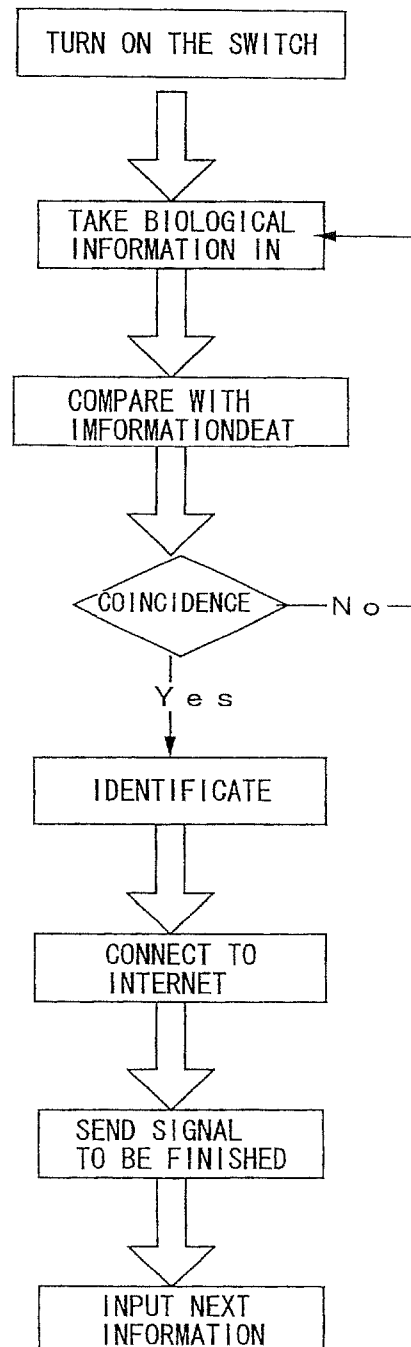 TURN ON THE SWITCH
TAKE BIOLOGICAL
INFORMATION IN
COMPARE WITH
IMFORMATIONDEAT
COINCIDENCE
No
Yes
IDENTIFICATE
CONNECT TO
INTERNET
SEND SIGNAL
TO BE FINISHED
INPUT NEXT
INFORMATION